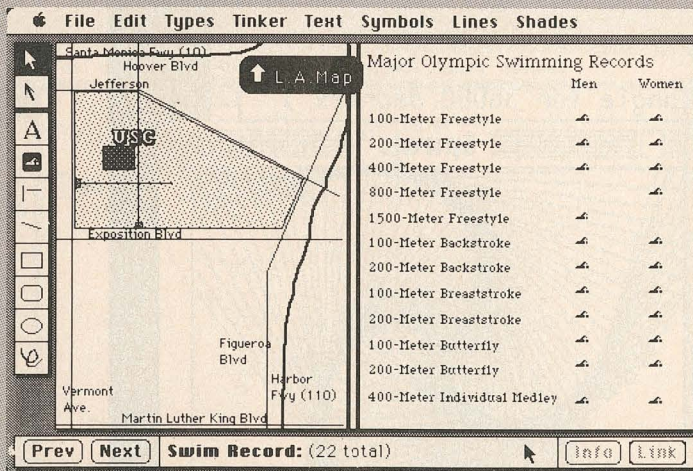 File Edit Types Tinker Text Symbols Lines Shades
Santa Monica Fwy (10)
Hoover Blvd
Jefferson
L.A. Map
USC
Exposition Blvd
Figueroa
Blvd
Harbor
Fwy (110)
Vermont
Ave.
Martin Luther King Blvd
A
Major Olympic Swimming Records
Men Women
100-Meter Freestyle
200-Meter Freestyle
400-Meter Freestyle
800-Meter Freestyle
1500-Meter Freestyle
100-Meter Backstroke
200-Meter Backstroke
100-Meter Breaststroke
200-Meter Breaststroke
100-Meter Butterfly
200-Meter Butterfly
400-Meter Individual Medley
Prev Next Swim Record: (22 total) Info Link